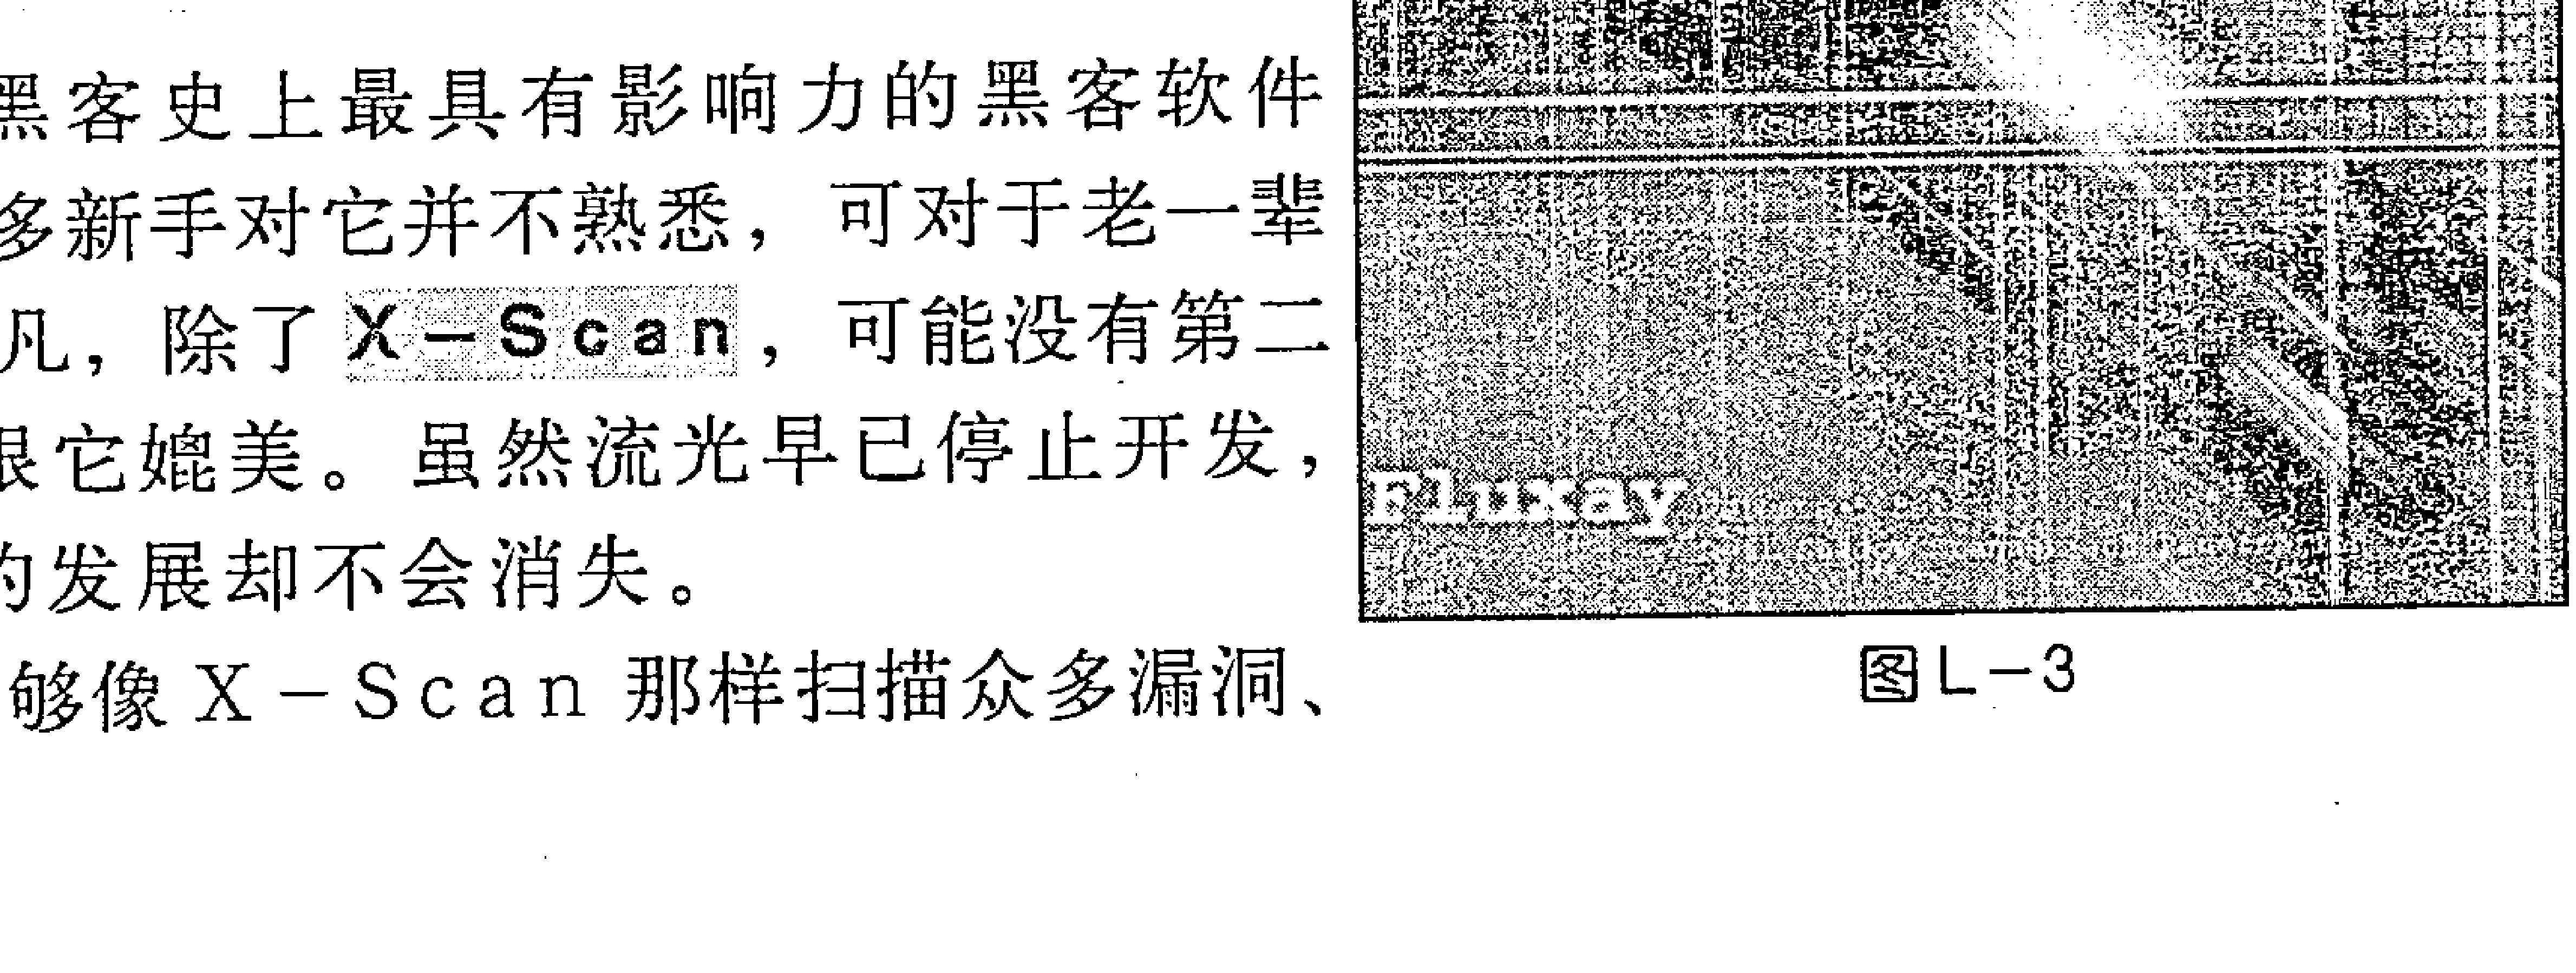 黑客史上最具有影响力的黑客软件
多新手对它并不熟悉，可对于老一辈
凡，除了X-Scan，可能没有第二
跟它媲美。虽然流光早已停止开发，
的发展却不会消失。
够像X-Scan那样扫描众多漏洞、
Fluxay
图L-3